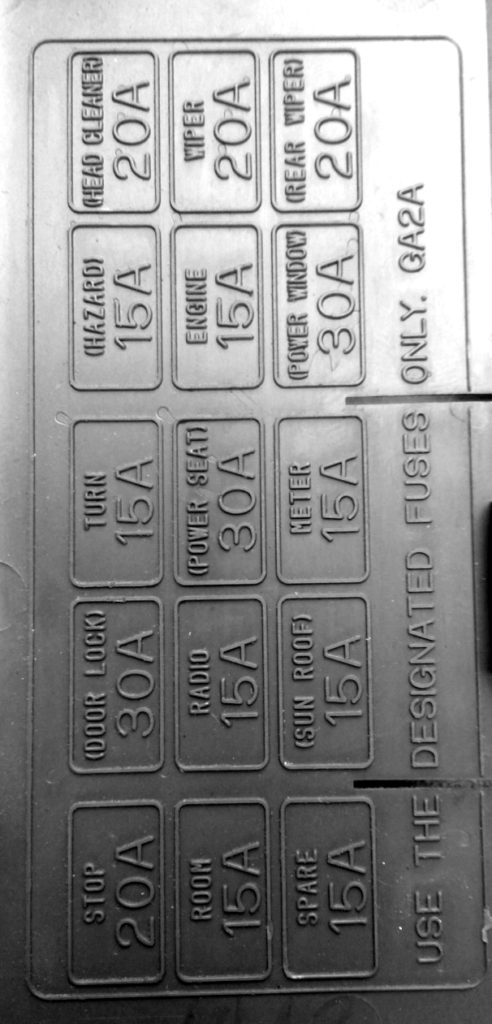 STOP
20A
(DOOR LOCK)
30A
TURN
15A
(HAZARD)
15A
(HEAD CLEANER)
20A
ROOM
15A
RADIO
15A
(POWER SEAT)
30A
ENGINE
15A
WIPER
20A
SPARE
15A
(SUN ROOF)
15A
METER
15A
(POWER WINDOW)
30A
(REAR WIPER)
20A
USE THE DESIGNATED FUSES ONLY. GA2A